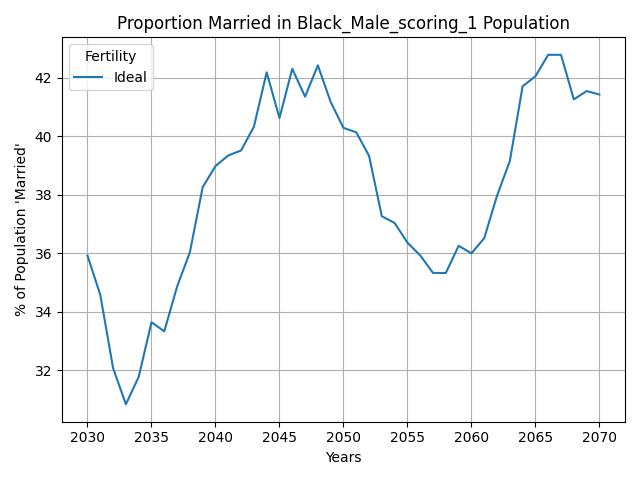 Proportion Married in Black_Male_scoring_1 Population
Fertility
Ideal
% of Population 'Married'
42
40
38
36
34
32
2030 2035 2040 2045 2050 2055 2060 2065 2070
Years